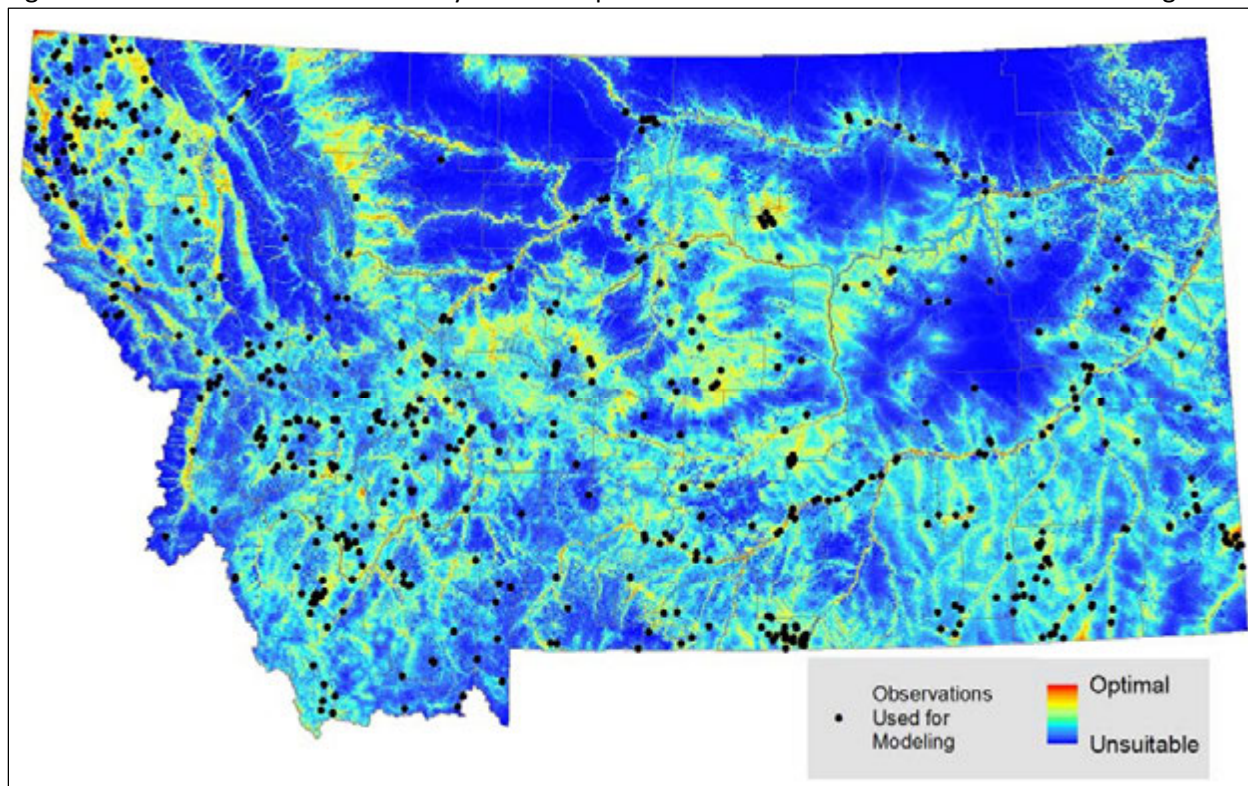 Observations
Used for
Modeling
Optimal
Unsuitable